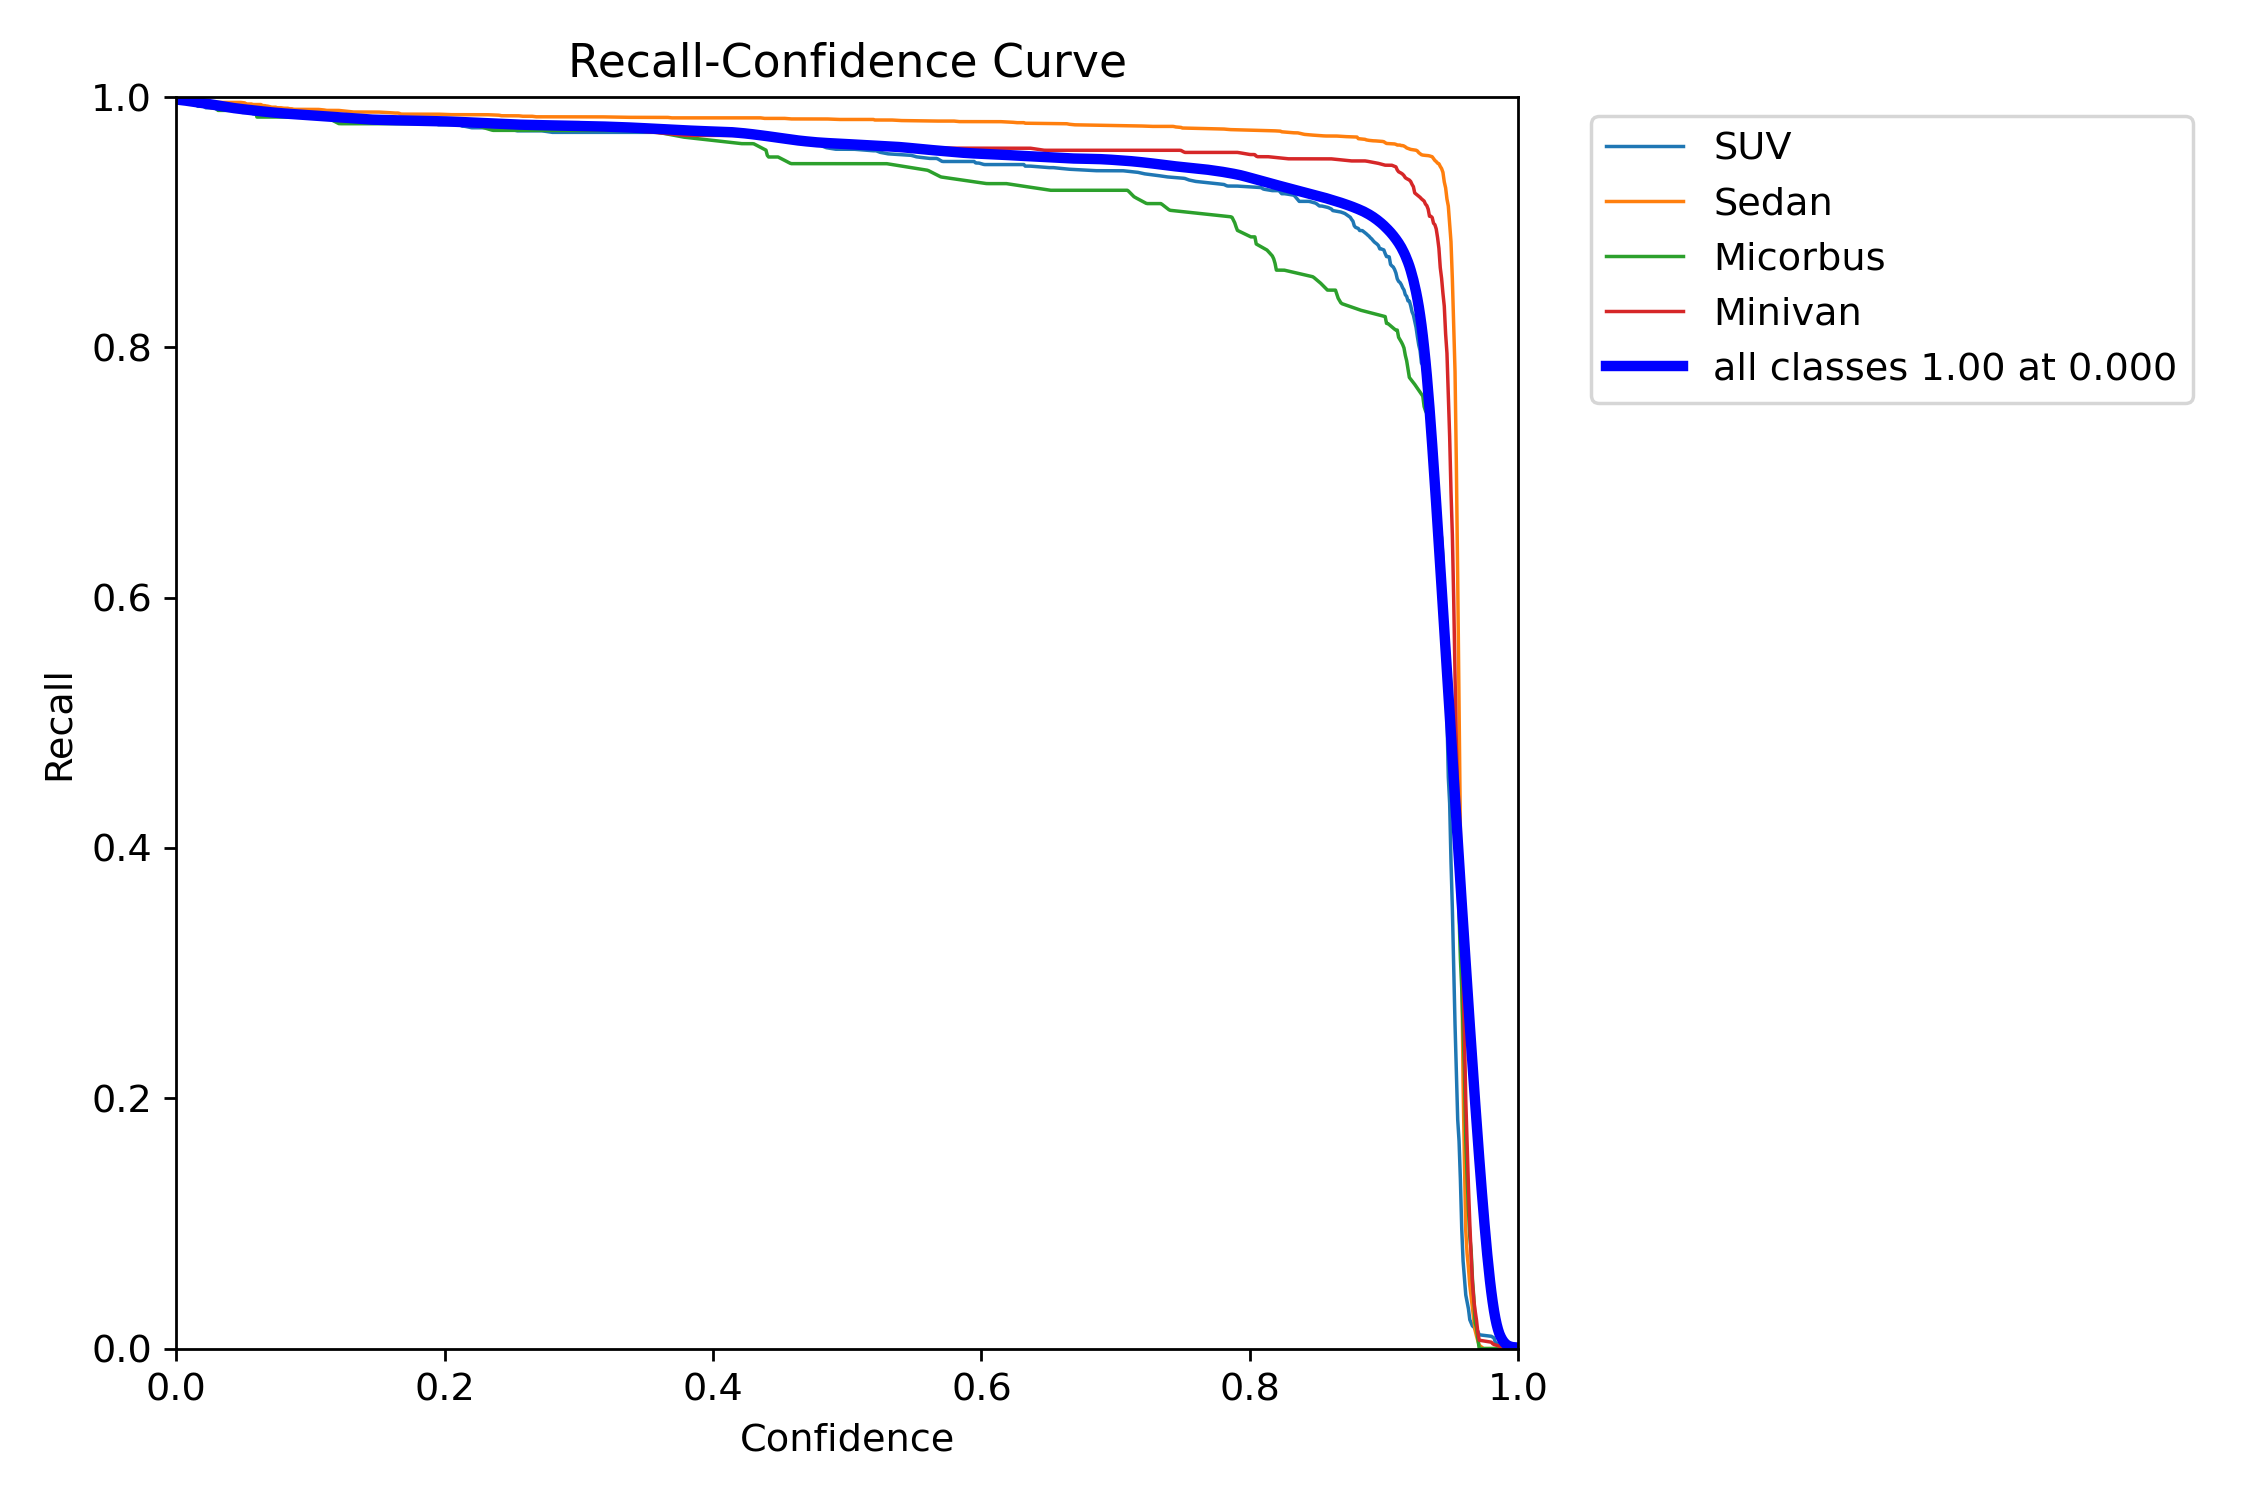 Recall-Confidence Curve
1.0
0.8
0.6
0.4
0.2
0.0
Recall
0.0 0.2 0.4 0.6 0.8 1.0
Confidence
SUV
Sedan
Micorbus
Minivan
all classes 1.00 at 0.000